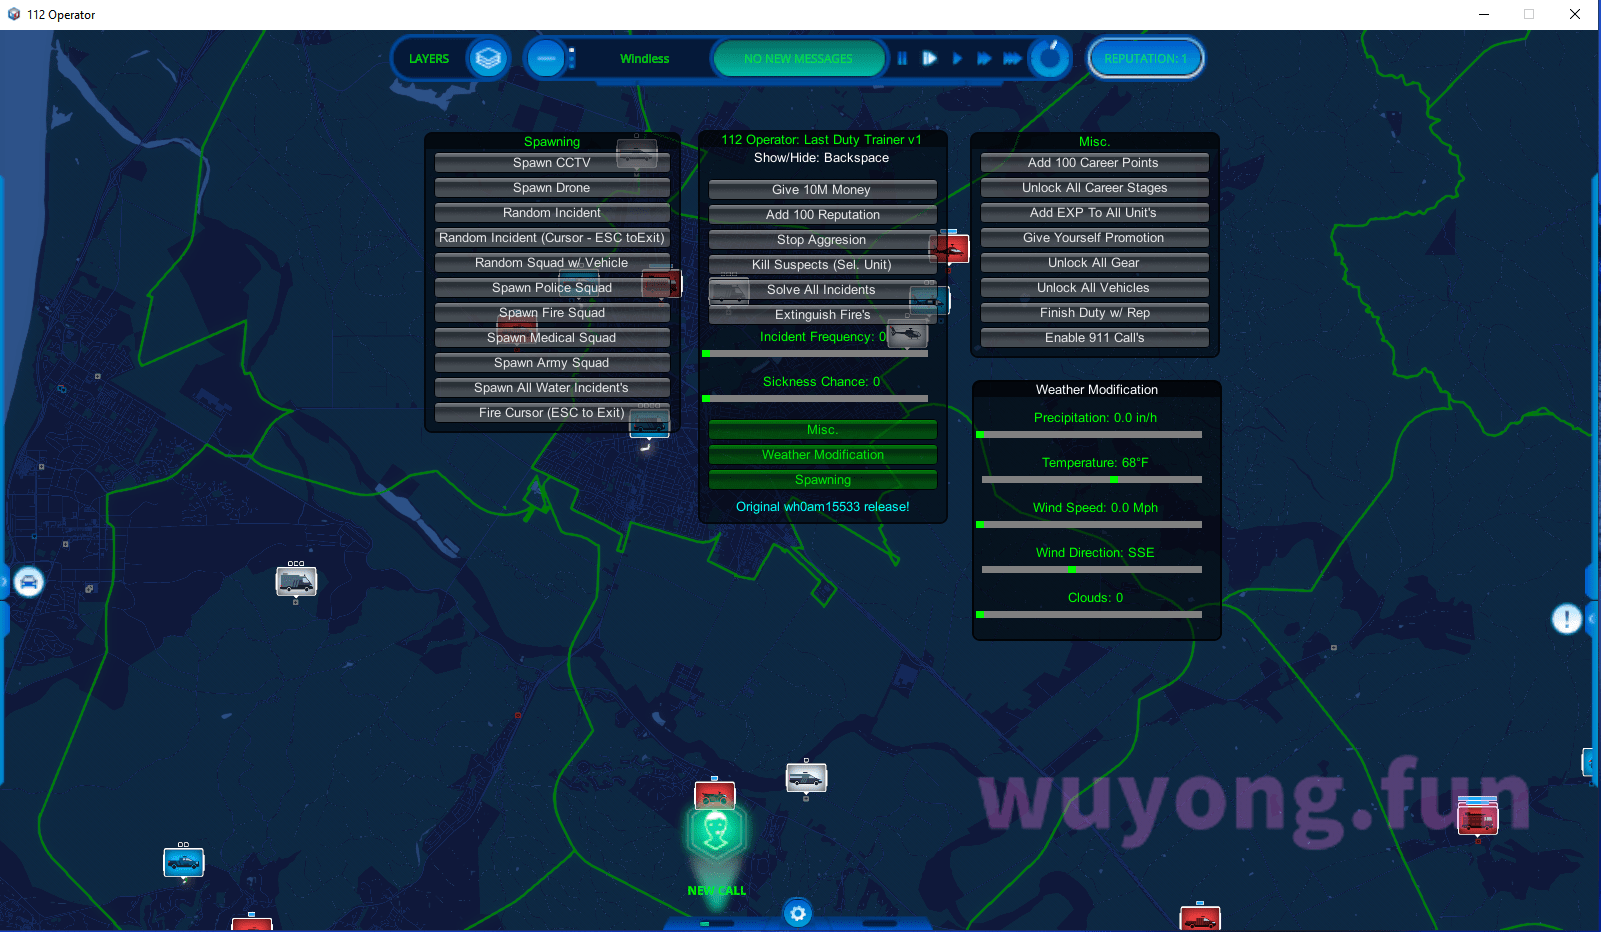 112 Operator
LAYERS
Windless
NO NEW MESSAGES
REPUTATION: 1
Spawning
Spawn CCTV
Spawn Drone
Random Incident
Random Incident (Cursor - ESC toExit)
Random Squad w/ Vehicle
Spawn Police Squad
Spawn Fire Squad
Spawn Medical Squad
Spawn Army Squad
Spawn All Water Incident's
Fire Cursor (ESC to Exit)
112 Operator: Last Duty Trainer v1
Show/Hide: Backspace
Give 10M Money
Add 100 Reputation
Stop Aggresion
Kill Suspects (Sel. Unit)
Solve All Incidents
Extinguish Fire's
Incident Frequency: 0
Sickness Chance: 0
Misc.
Weather Modification
Spawning
Original wh0am15533 release!
Misc.
Add 100 Career Points
Unlock All Career Stages
Add EXP To All Unit's
Give Yourself Promotion
Unlock All Gear
Unlock All Vehicles
Finish Duty w/ Rep
Enable 911 Call's
Weather Modification
Precipitation: 0.0 in/h
Temperature: 68°F
Wind Speed: 0.0 Mph
Wind Direction: SSE
Clouds: 0
wuyong.fun
NEW CALL